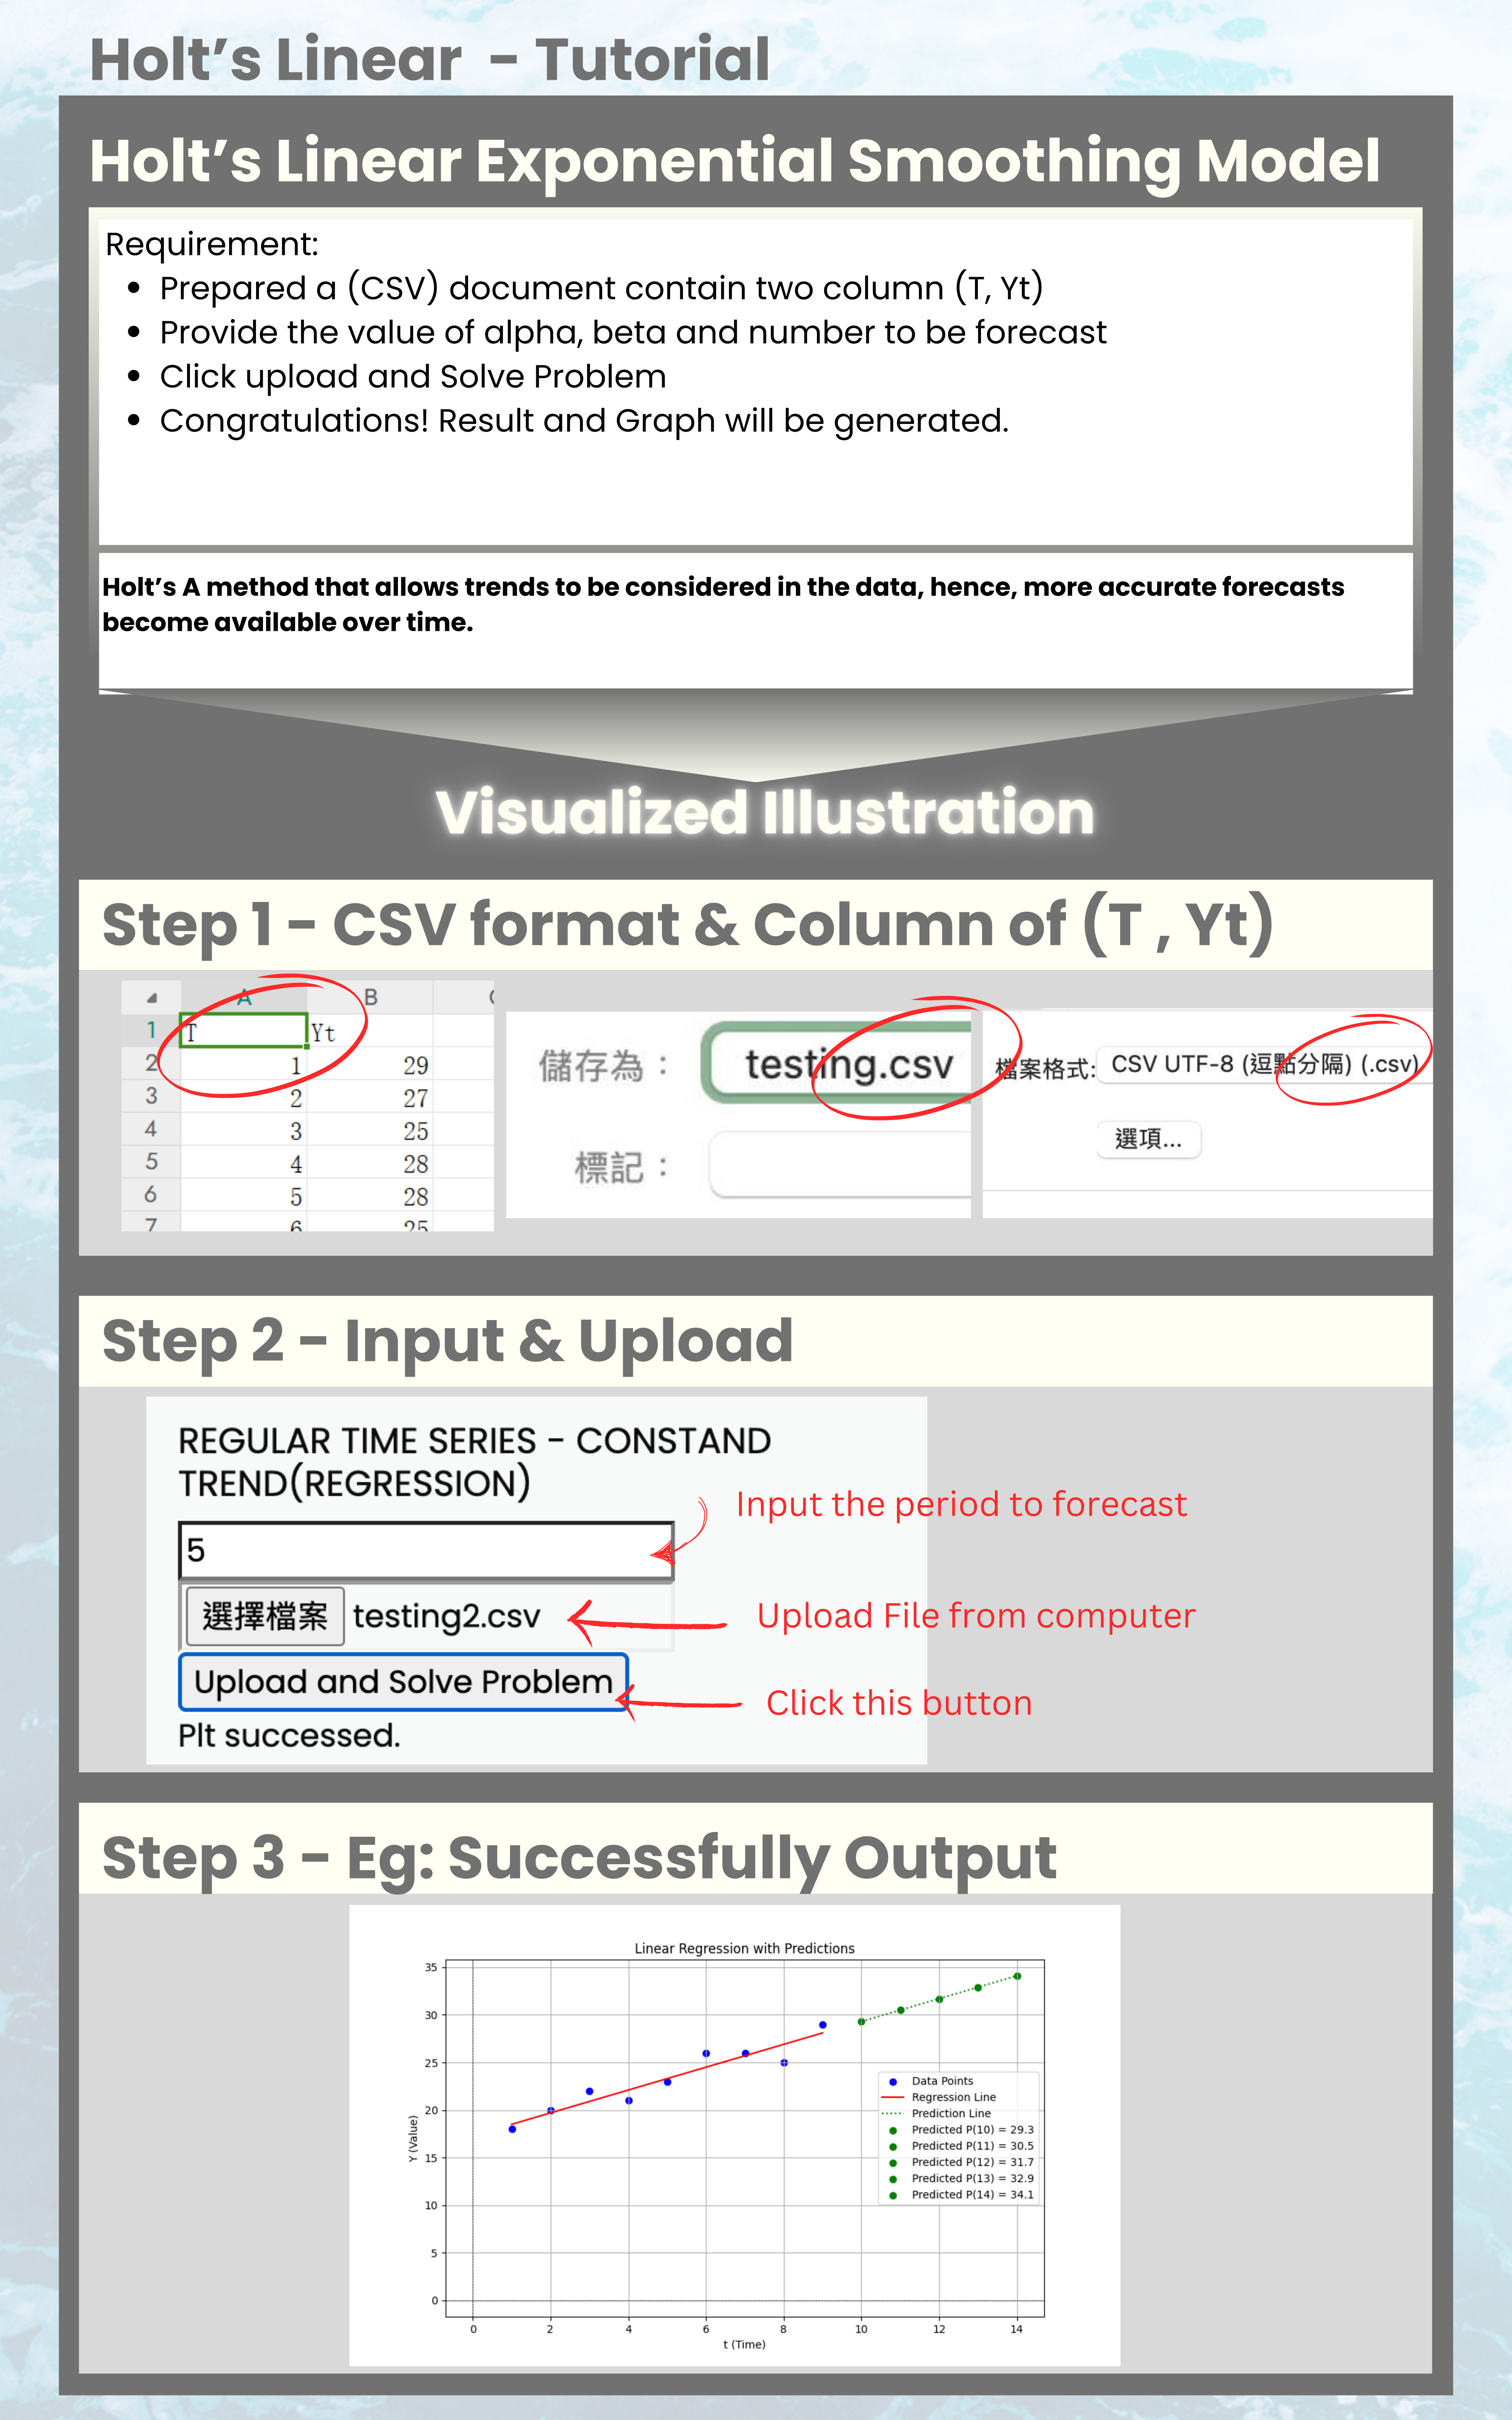 Holt’s Linear - Tutorial
Holt’s Linear Exponential Smoothing Model
Requirement:
• Prepared a (CSV) document contain two column (T, Yt)
• Provide the value of alpha, beta and number to be forecast
• Click upload and Solve Problem
• Congratulations! Result and Graph will be generated.
Holt’s A method that allows trends to be considered in the data, hence, more accurate forecasts
become available over time.
Visualized Illustration
Step 1 - CSV format & Column of (T , Yt)
A B
1 T Yt
2 1 29
3 2 27
4 3 25
5 4 28
6 5 28
7 6 25
儲存為： testing.csv
標記：
檔案格式: CSV UTF-8 (逗點分隔) (.csv)
選項...
Step 2 - Input & Upload
REGULAR TIME SERIES - CONSTAND
TREND(REGRESSION)
Input the period to forecast
5
選擇檔案 testing2.csv
Upload File from computer
Upload and Solve Problem
Click this button
Plt successed.
Step 3 - Eg: Successfully Output
Linear Regression with Predictions
35
30
25
20
15
10
5
0
Y (Value)
Data Points
Regression Line
Prediction Line
Predicted P(10) = 29.3
Predicted P(11) = 30.5
Predicted P(12) = 31.7
Predicted P(13) = 32.9
Predicted P(14) = 34.1
0 2 4 6 8 10 12 14
t (Time)